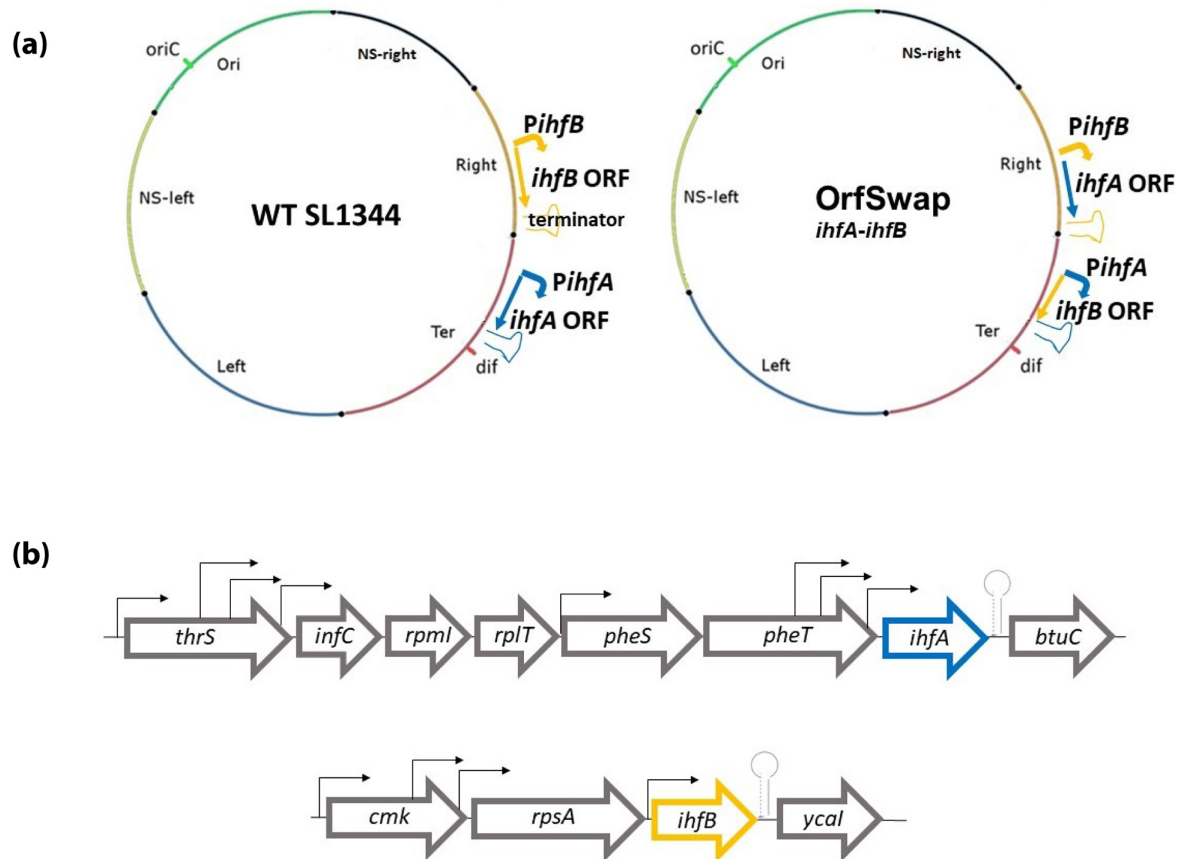 (a)
oriC
Ori
NS-right
PihfB
Right
ihfB ORF
NS-left
WT SL1344
terminator
PihfA
ihfA ORF
Ter
Left
dif
oriC
Ori
NS-right
PihfB
Right
ihfA ORF
NS-left
OrfSwap
ihfA-ihfB
PihfA
ihfB ORF
Ter
Left
dif
(b)
thrS infC rpmI rplT pheS pheT ihfA btuC
cmk rpsA ihfB ycaI